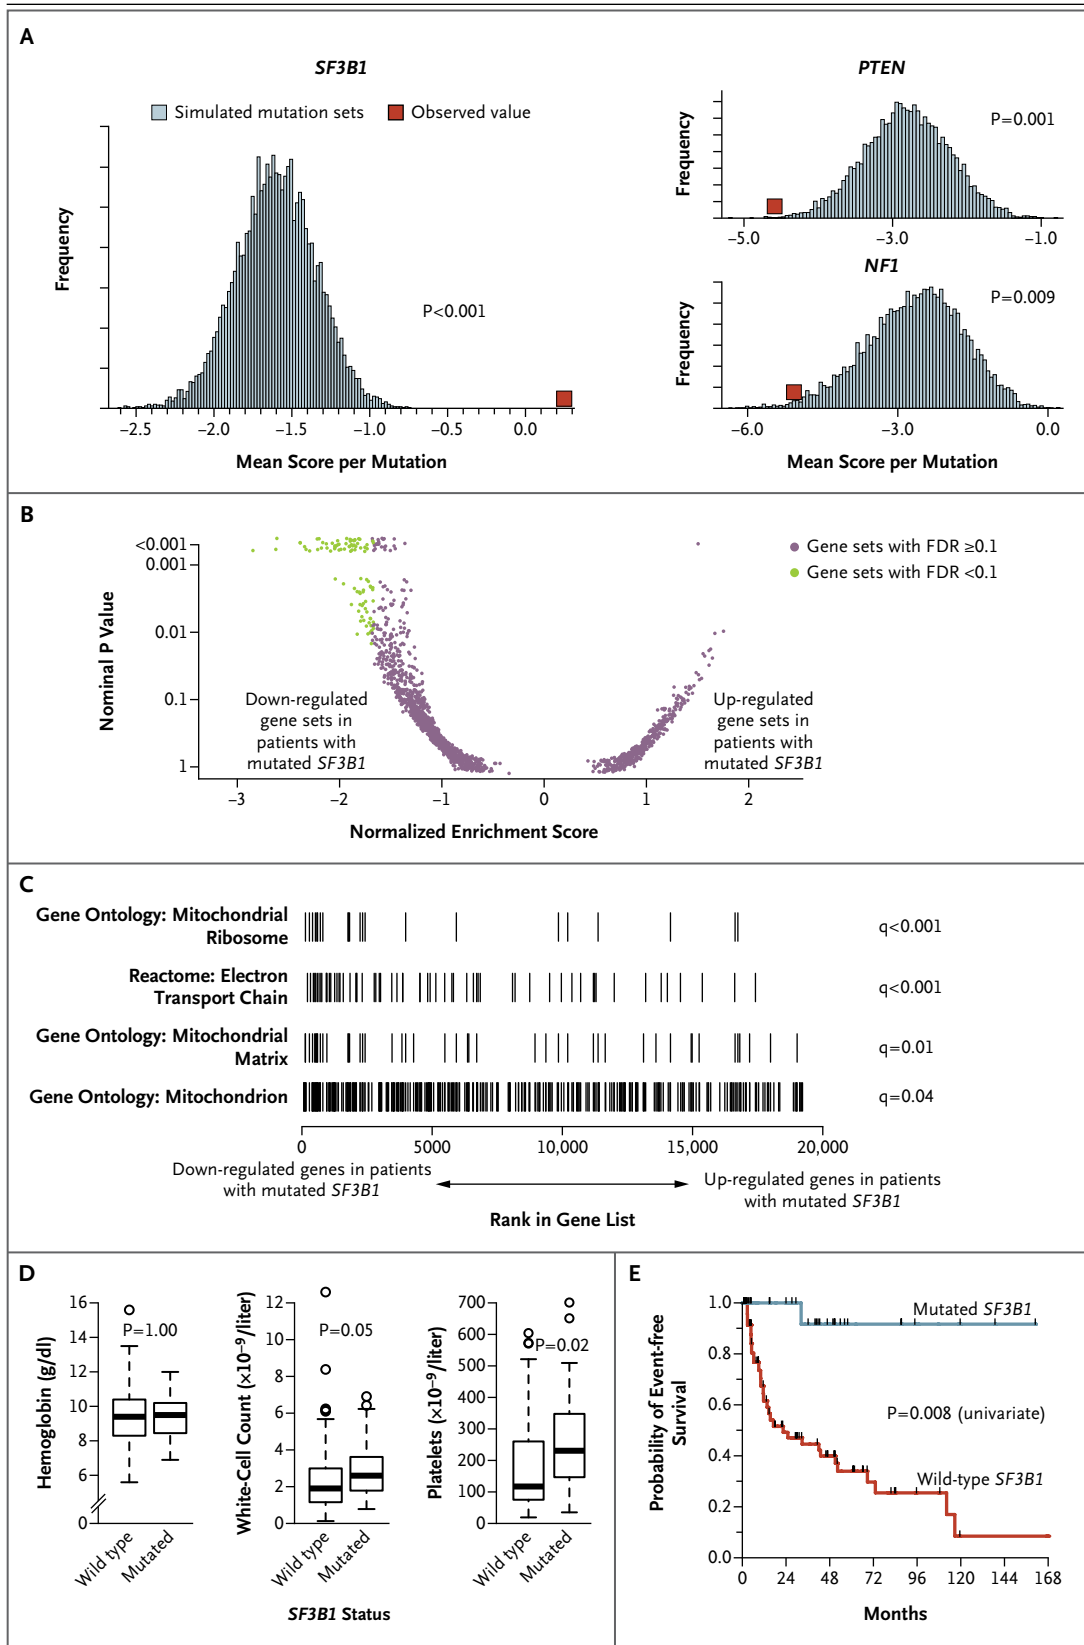 A
SF3B1
Simulated mutation sets
Observed value
Frequency
P<0.001
−2.5
−2.0
−1.5
−1.0
−0.5
0.0
Mean Score per Mutation
PTEN
Frequency
P=0.001
−5.0
−3.0
−1.0
NF1
Frequency
P=0.009
−6.0
−3.0
0.0
Mean Score per Mutation
B
Nominal P Value
<0.001
0.001
0.01
0.1
1
Gene sets with FDR ≥0.1
Gene sets with FDR <0.1
Down-regulated
gene sets in
patients with
mutated SF3B1
Up-regulated
gene sets in
patients with
mutated SF3B1
−3
−2
−1
0
1
2
Normalized Enrichment Score
C
Gene Ontology: Mitochondrial
Ribosome
q<0.001
Reactome: Electron
Transport Chain
q<0.001
Gene Ontology: Mitochondrial
Matrix
q=0.01
Gene Ontology: Mitochondrion
q=0.04
0
5000
10,000
15,000
20,000
Down-regulated genes in patients
with mutated SF3B1
Up-regulated genes in patients
with mutated SF3B1
Rank in Gene List
D
Hemoglobin (g/dl)
16
14
12
10
8
6
0
P=1.00
Wild type
Mutated
White-Cell Count (×10⁻⁹/liter)
12
10
8
6
4
2
0
P=0.05
Wild type
Mutated
Platelets (×10⁻⁹/liter)
700
600
500
400
300
200
100
0
P=0.02
Wild type
Mutated
SF3B1 Status
E
Probability of Event-free
Survival
1.0
0.8
0.6
0.4
0.2
0.0
Mutated SF3B1
P=0.008 (univariate)
Wild-type SF3B1
0
24
48
72
96
120
144
168
Months